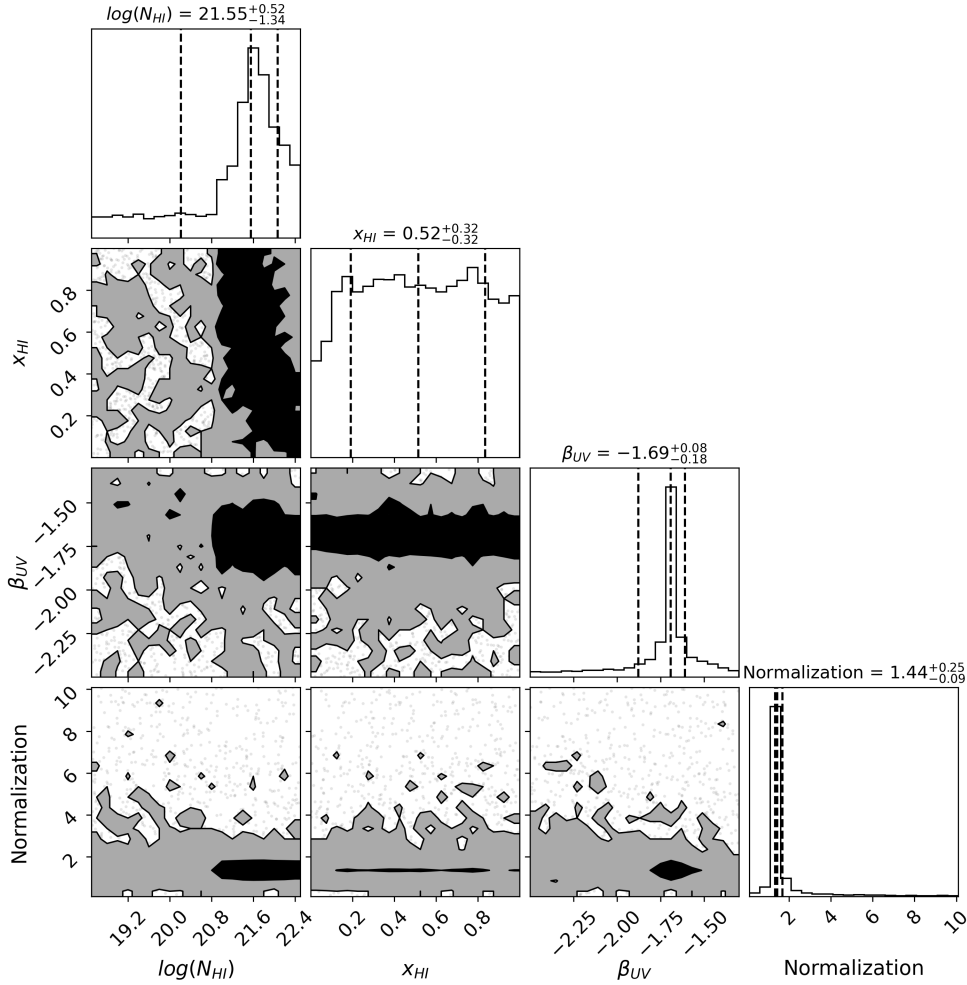 log(N_HI) = 21.55^{+0.52}_{-1.34}
x_HI = 0.52^{+0.32}_{-0.32}
0.8
0.6
0.4
0.2
x_HI
β_UV = −1.69^{+0.08}_{-0.18}
−1.50
−1.75
−2.00
−2.25
β_UV
Normalization = 1.44^{+0.25}_{-0.09}
10
8
6
4
2
Normalization
19.2 20.0 20.8 21.6 22.4 0.2 0.4 0.6 0.8 −2.25 −2.00 −1.75 −1.50 2 4 6 8 10
log(N_HI) x_HI β_UV Normalization